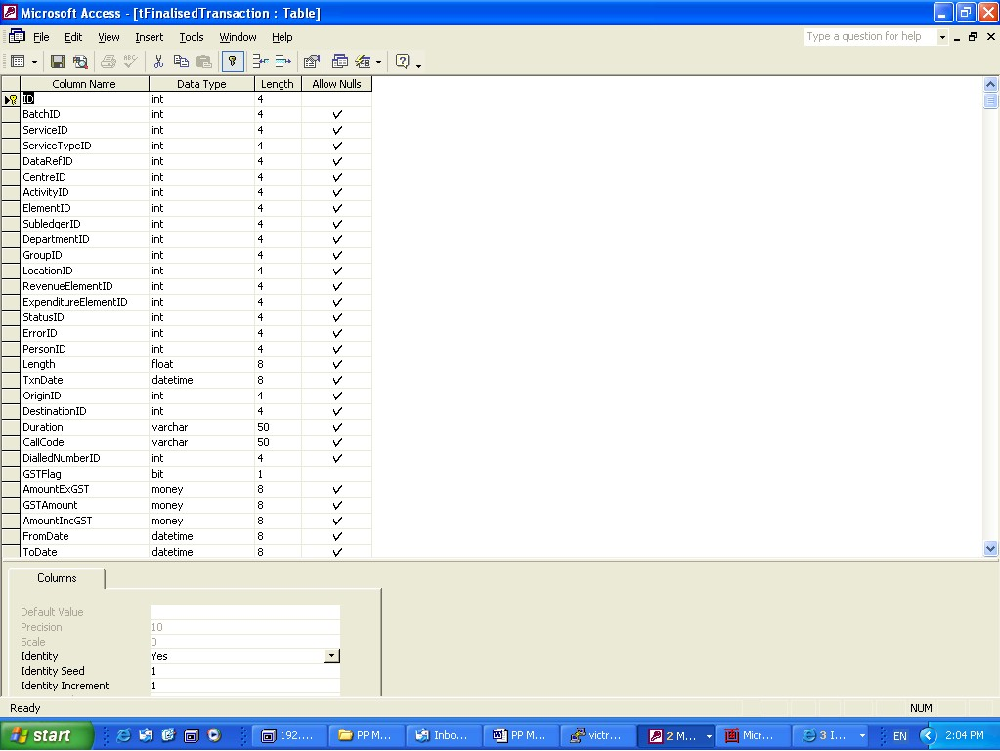 Microsoft Access - [tFinalisedTransaction : Table]
File Edit View Insert Tools Window Help Type a question for help
Column Name Data Type Length Allow Nulls
ID int 4
BatchID int 4
ServiceID int 4
ServiceTypeID int 4
DataRefID int 4
CentreID int 4
ActivityID int 4
ElementID int 4
SubledgerID int 4
DepartmentID int 4
GroupID int 4
LocationID int 4
RevenueElementID int 4
ExpenditureElementID int 4
StatusID int 4
ErrorID int 4
PersonID int 4
Length float 8
TxnDate datetime 8
OriginID int 4
DestinationID int 4
Duration varchar 50
CallCode varchar 50
DialledNumberID int 4
GSTFlag bit 1
AmountExGST money 8
GSTAmount money 8
AmountIncGST money 8
FromDate datetime 8
ToDate datetime 8
Columns
Default Value
Precision 10
Scale 0
Identity Yes
Identity Seed 1
Identity Increment 1
Ready NUM
start 192.... PP M... Inbo... PP M... victr... 2 M... Micr... 3 I... EN 2:04 PM